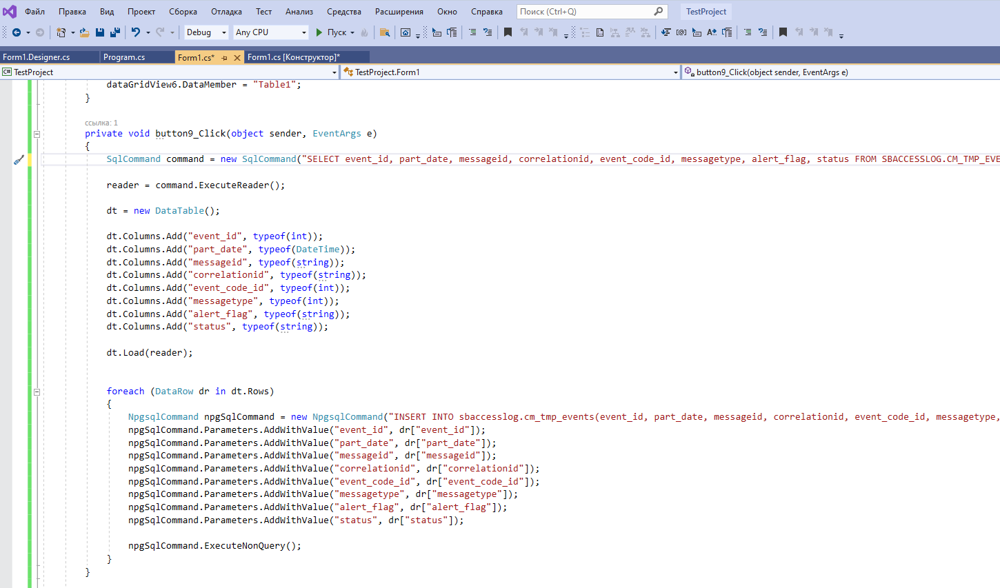 Файл Правка Вид Проект Сборка Отладка Тест Анализ Средства Расширения Окно Справка Поиск (Ctrl+Q) TestProject
Debug Any CPU Пуск
Form1.Designer.cs Program.cs Form1.cs* Form1.cs [Конструктор]*
C# TestProject TestProject.Form1 button9_Click(object sender, EventArgs e)
dataGridView6.DataMember = "Table1";
}
ссылка: 1
private void button9_Click(object sender, EventArgs e)
{
SqlCommand command = new SqlCommand("SELECT event_id, part_date, messageid, correlationid, event_code_id, messagetype, alert_flag, status FROM SBACCESSLOG.CM_TMP_EVE
reader = command.ExecuteReader();
dt = new DataTable();
dt.Columns.Add("event_id", typeof(int));
dt.Columns.Add("part_date", typeof(DateTime));
dt.Columns.Add("messageid", typeof(string));
dt.Columns.Add("correlationid", typeof(string));
dt.Columns.Add("event_code_id", typeof(int));
dt.Columns.Add("messagetype", typeof(int));
dt.Columns.Add("alert_flag", typeof(string));
dt.Columns.Add("status", typeof(string));
dt.Load(reader);
foreach (DataRow dr in dt.Rows)
{
NpgsqlCommand npgSqlCommand = new NpgsqlCommand("INSERT INTO sbaccesslog.cm_tmp_events(event_id, part_date, messageid, correlationid, event_code_id, messagetype,
npgSqlCommand.Parameters.AddWithValue("event_id", dr["event_id"]);
npgSqlCommand.Parameters.AddWithValue("part_date", dr["part_date"]);
npgSqlCommand.Parameters.AddWithValue("messageid", dr["messageid"]);
npgSqlCommand.Parameters.AddWithValue("correlationid", dr["correlationid"]);
npgSqlCommand.Parameters.AddWithValue("event_code_id", dr["event_code_id"]);
npgSqlCommand.Parameters.AddWithValue("messagetype", dr["messagetype"]);
npgSqlCommand.Parameters.AddWithValue("alert_flag", dr["alert_flag"]);
npgSqlCommand.Parameters.AddWithValue("status", dr["status"]);
npgSqlCommand.ExecuteNonQuery();
}
}